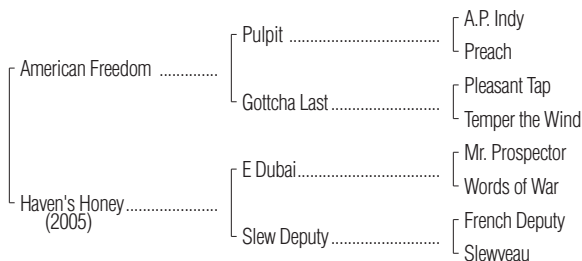 A.P. Indy
Pulpit ........................................
Preach
American Freedom ...............
Pleasant Tap
Gottcha Last .............................
Temper the Wind
Mr. Prospector
E Dubai .....................................
Words of War
Haven's Honey ........................
(2005)
French Deputy
Slew Deputy .............................
Slewveau